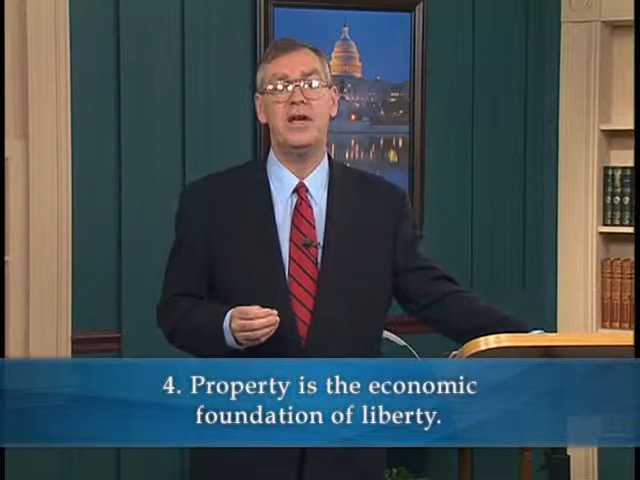 4. Property is the economic
foundation of liberty.